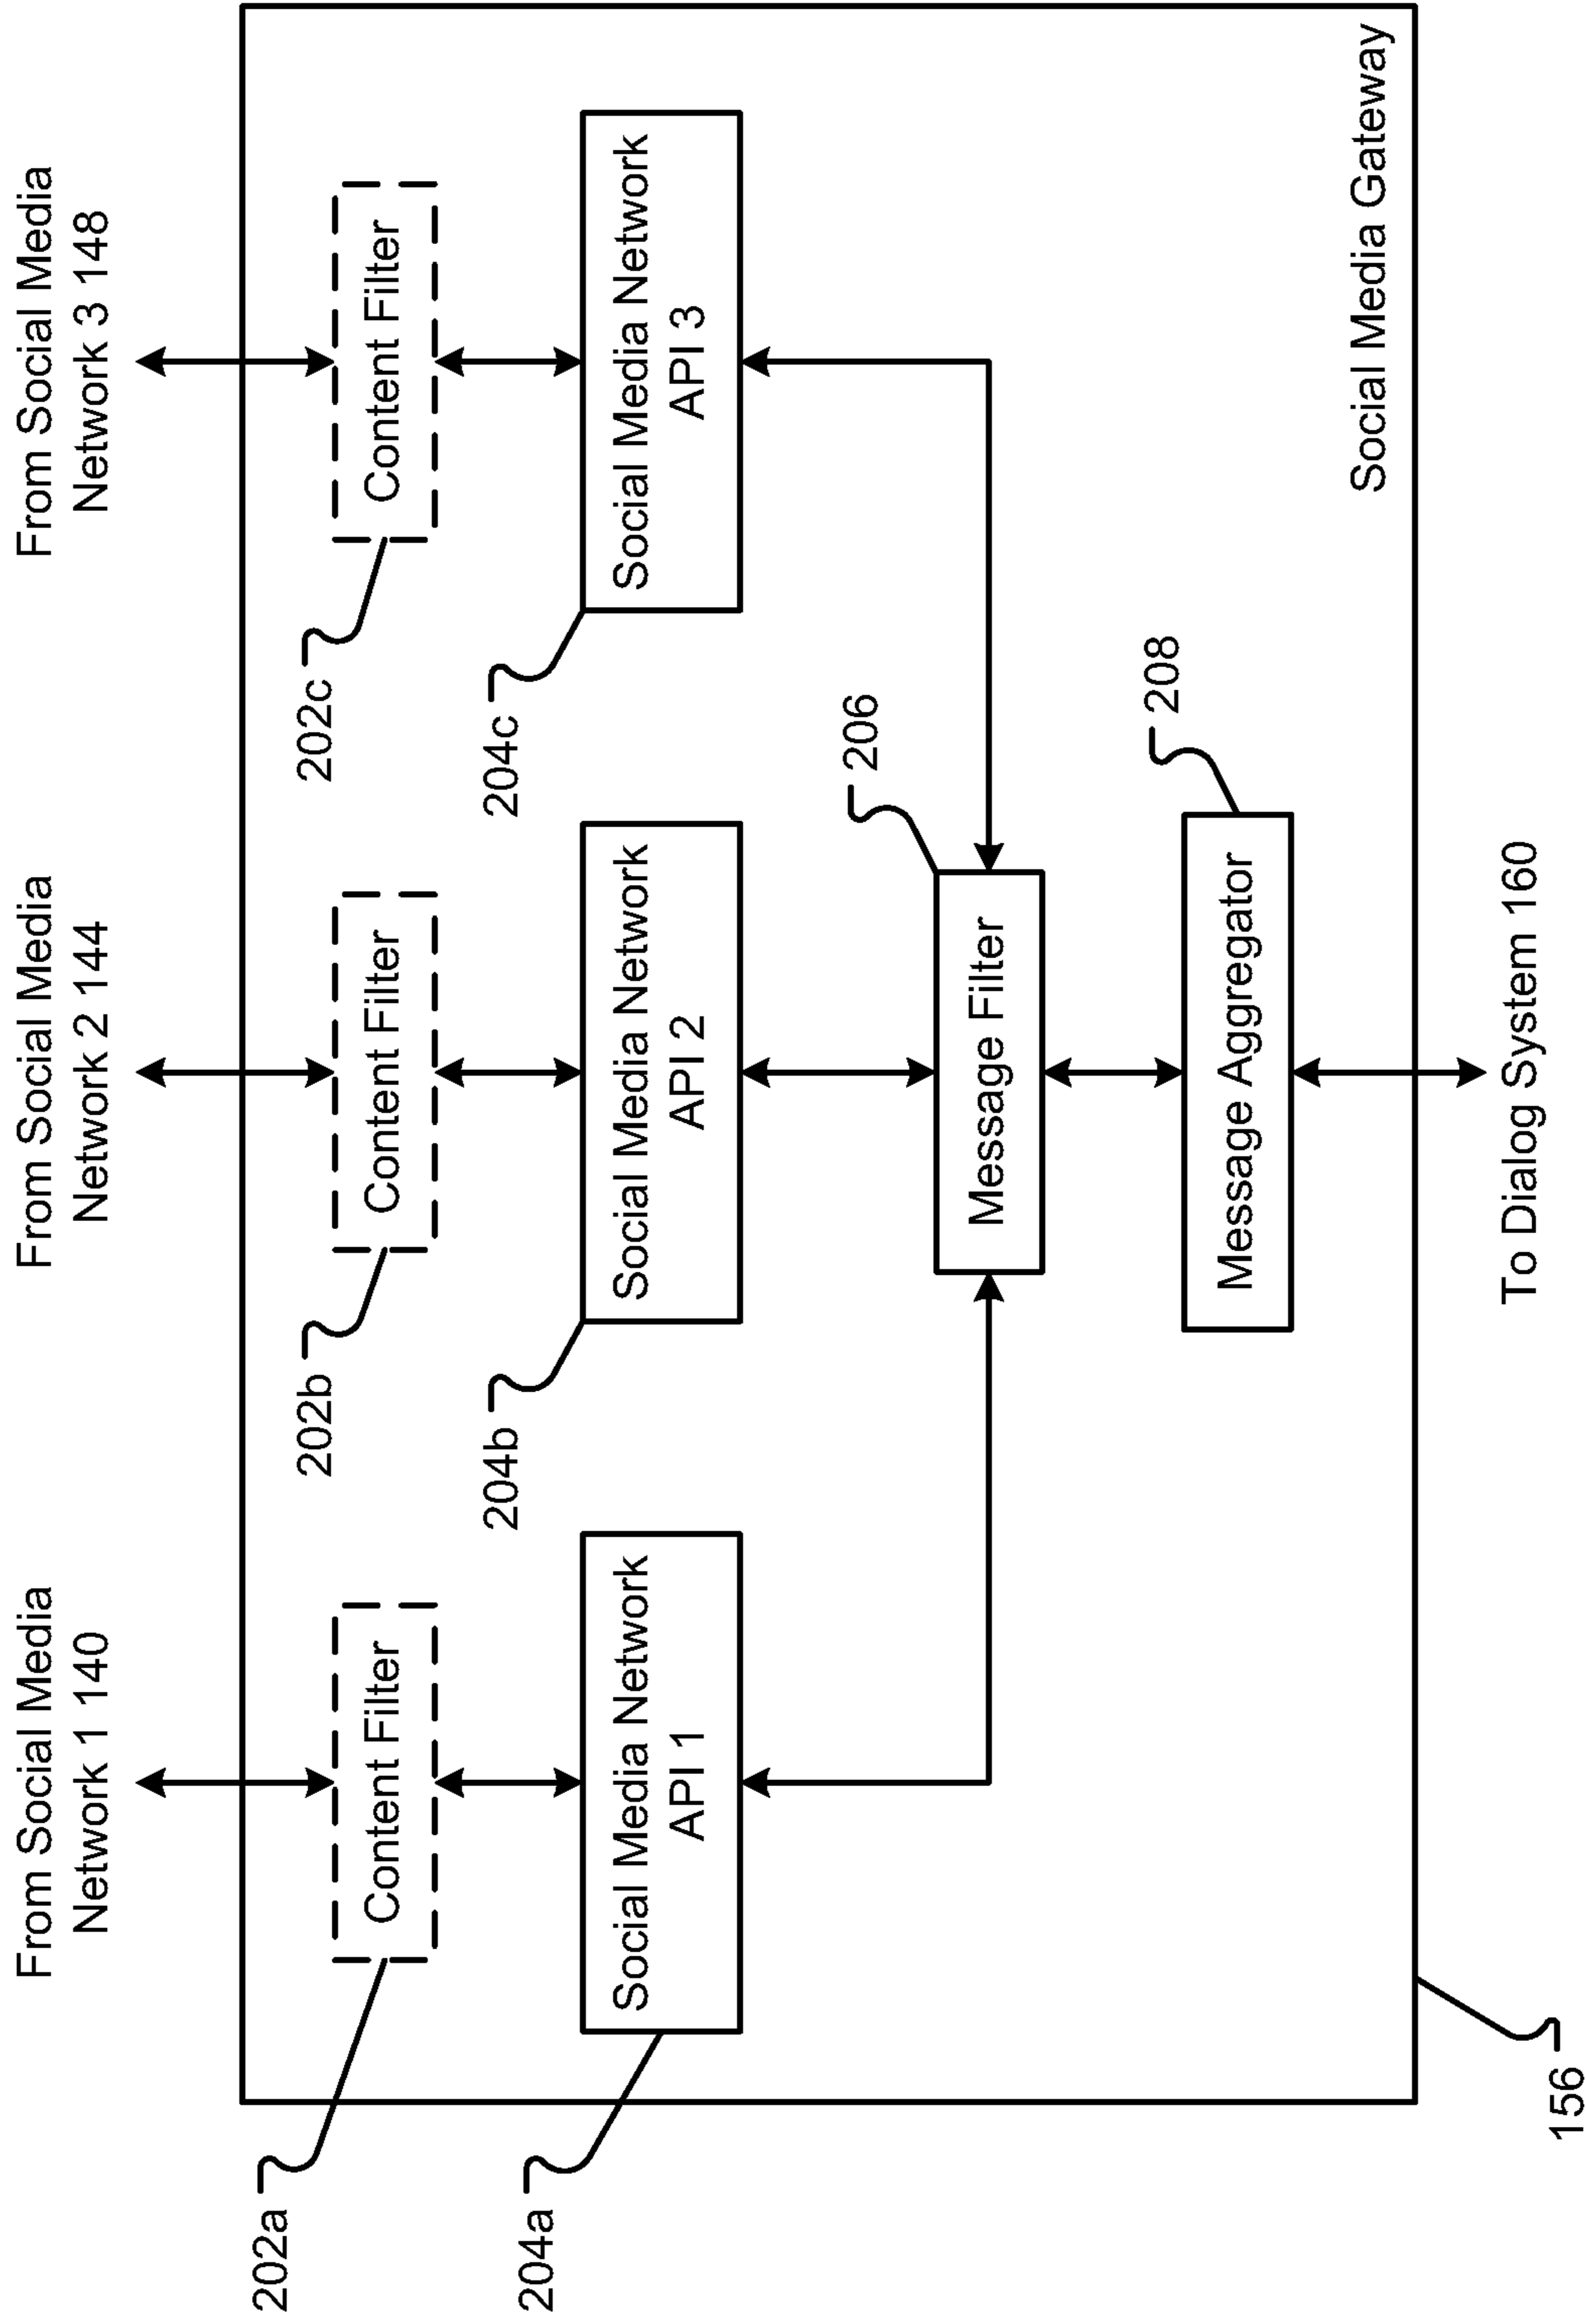 From Social Media
Network 1 140
From Social Media
Network 2 144
From Social Media
Network 3 148
202a
Content Filter
202b
Content Filter
202c
Content Filter
204a
Social Media Network
API 1
204b
Social Media Network
API 2
204c
Social Media Network
API 3
206
Message Filter
208
Message Aggregator
Social Media Gateway
156
To Dialog System 160